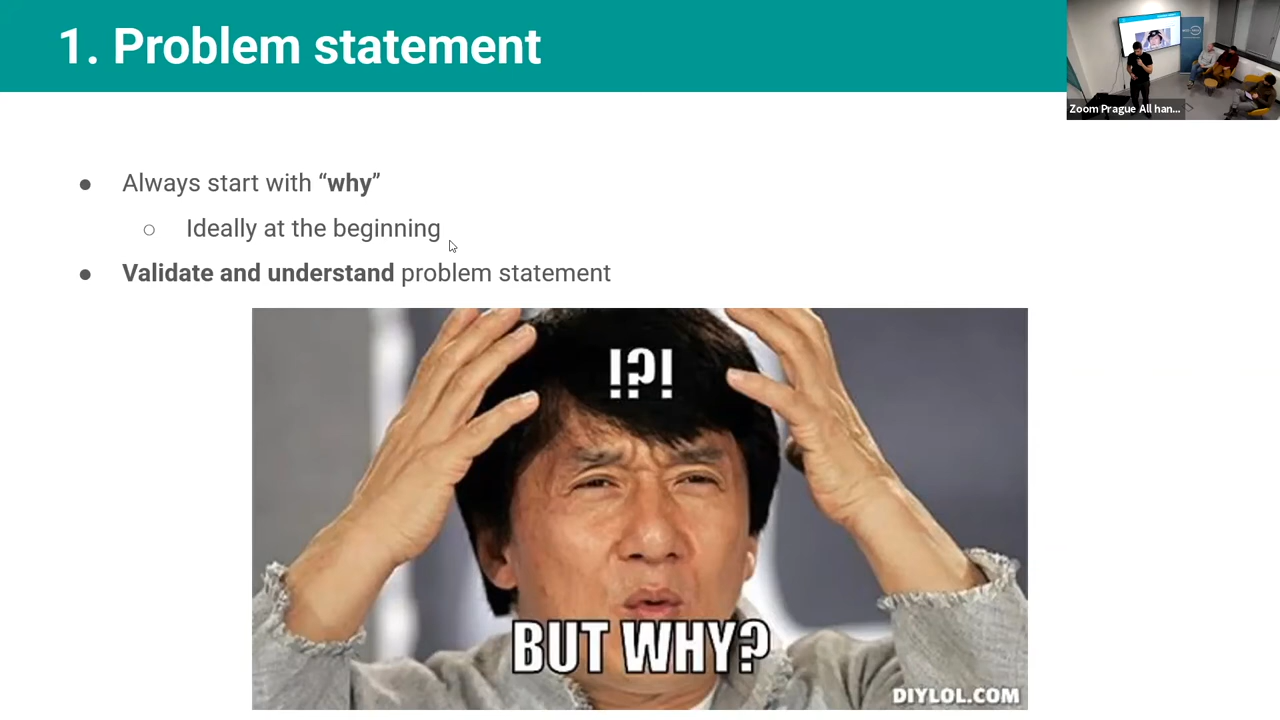 1. Problem statement
Zoom Prague All han...
● Always start with “why”
○ Ideally at the beginning
● Validate and understand problem statement
!?!
BUT WHY?
DIYLOL.COM